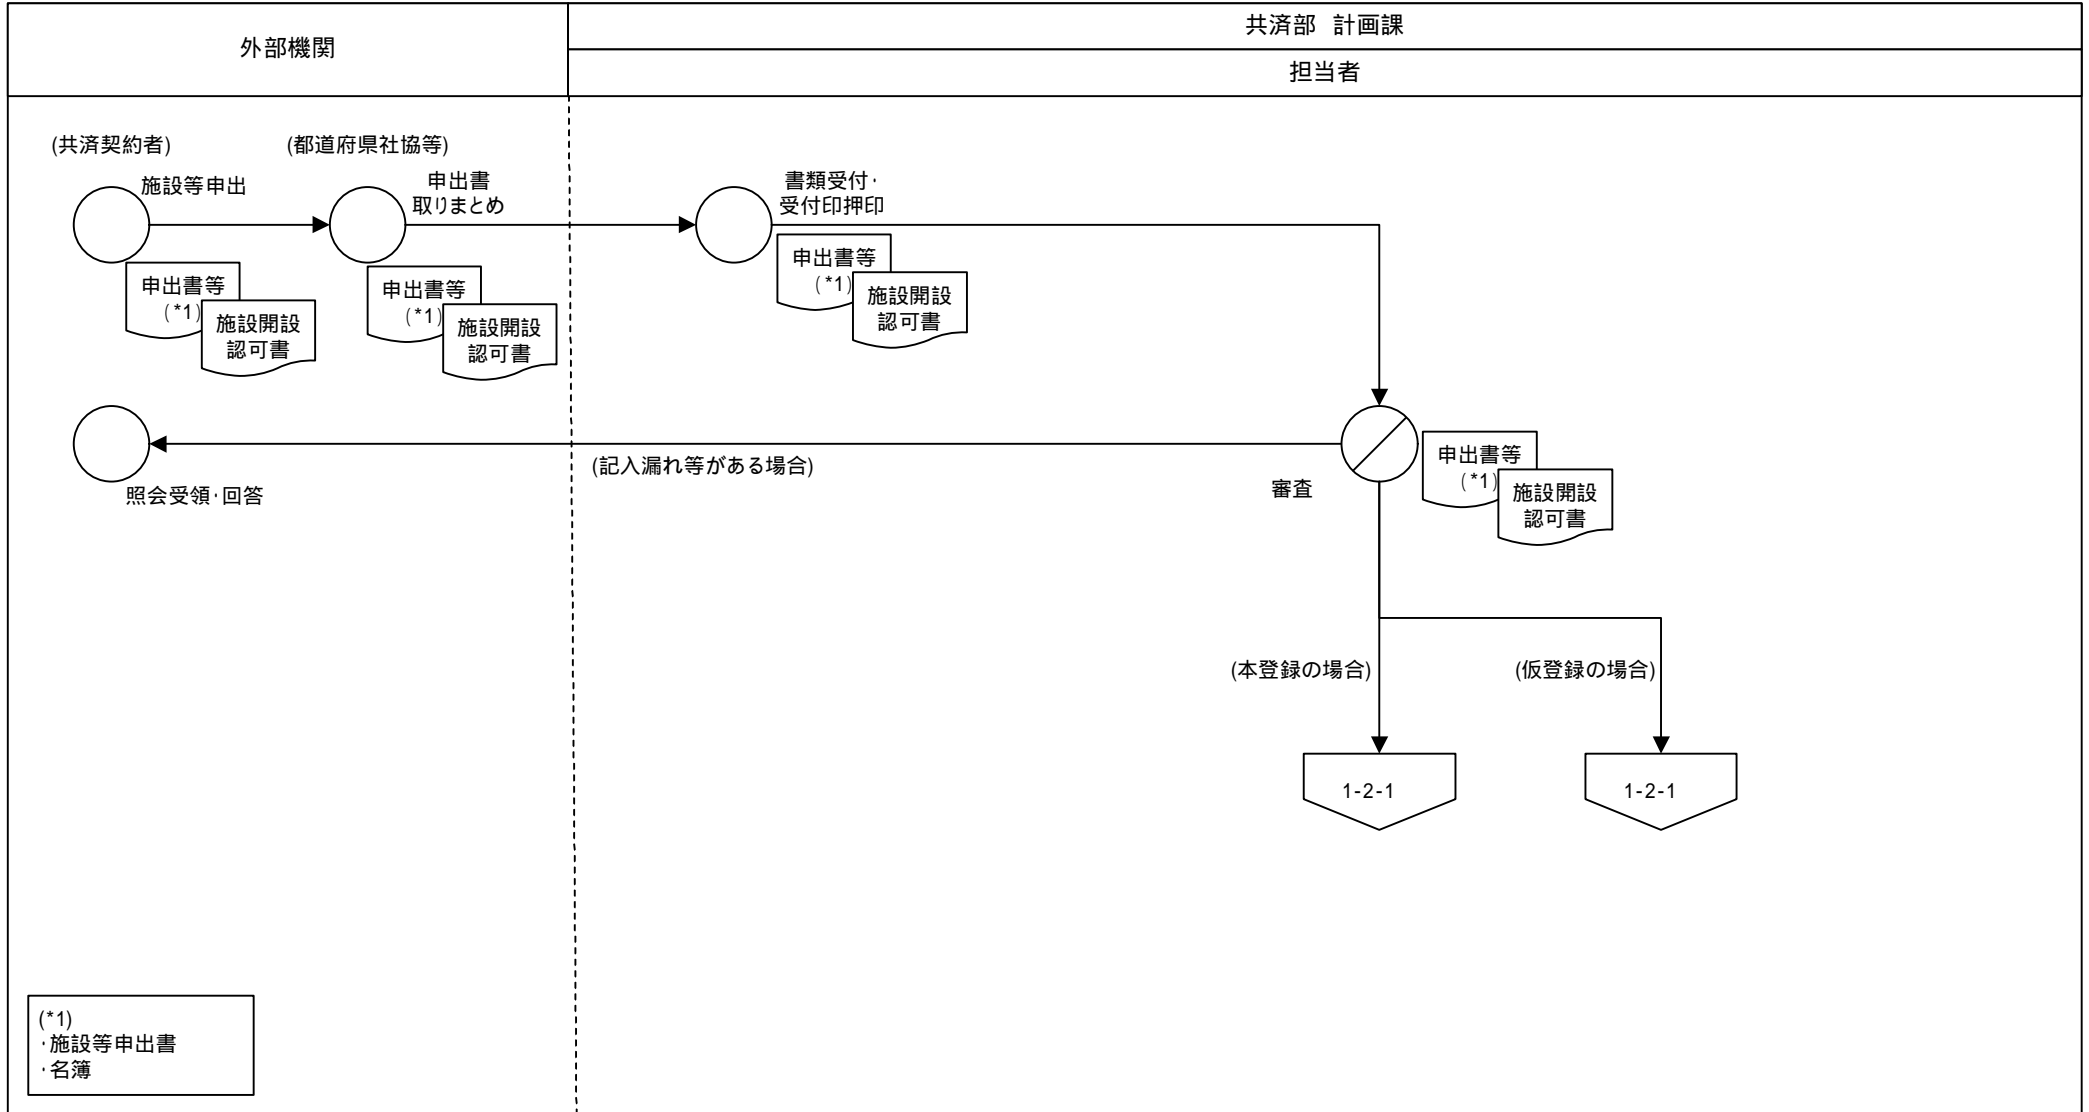 外部機関
共済部 計画課
担当者
(共済契約者)
(都道府県社協等)
施設等申出
申出書
取りまとめ
書類受付・
受付印押印
申出書等
(*1)
施設開設
認可書
申出書等
(*1)
施設開設
認可書
申出書等
(*1)
施設開設
認可書
照会受領・回答
(記入漏れ等がある場合)
審査
申出書等
(*1)
施設開設
認可書
(本登録の場合)
(仮登録の場合)
1-2-1
1-2-1
(*1)
・施設等申出書
・名簿